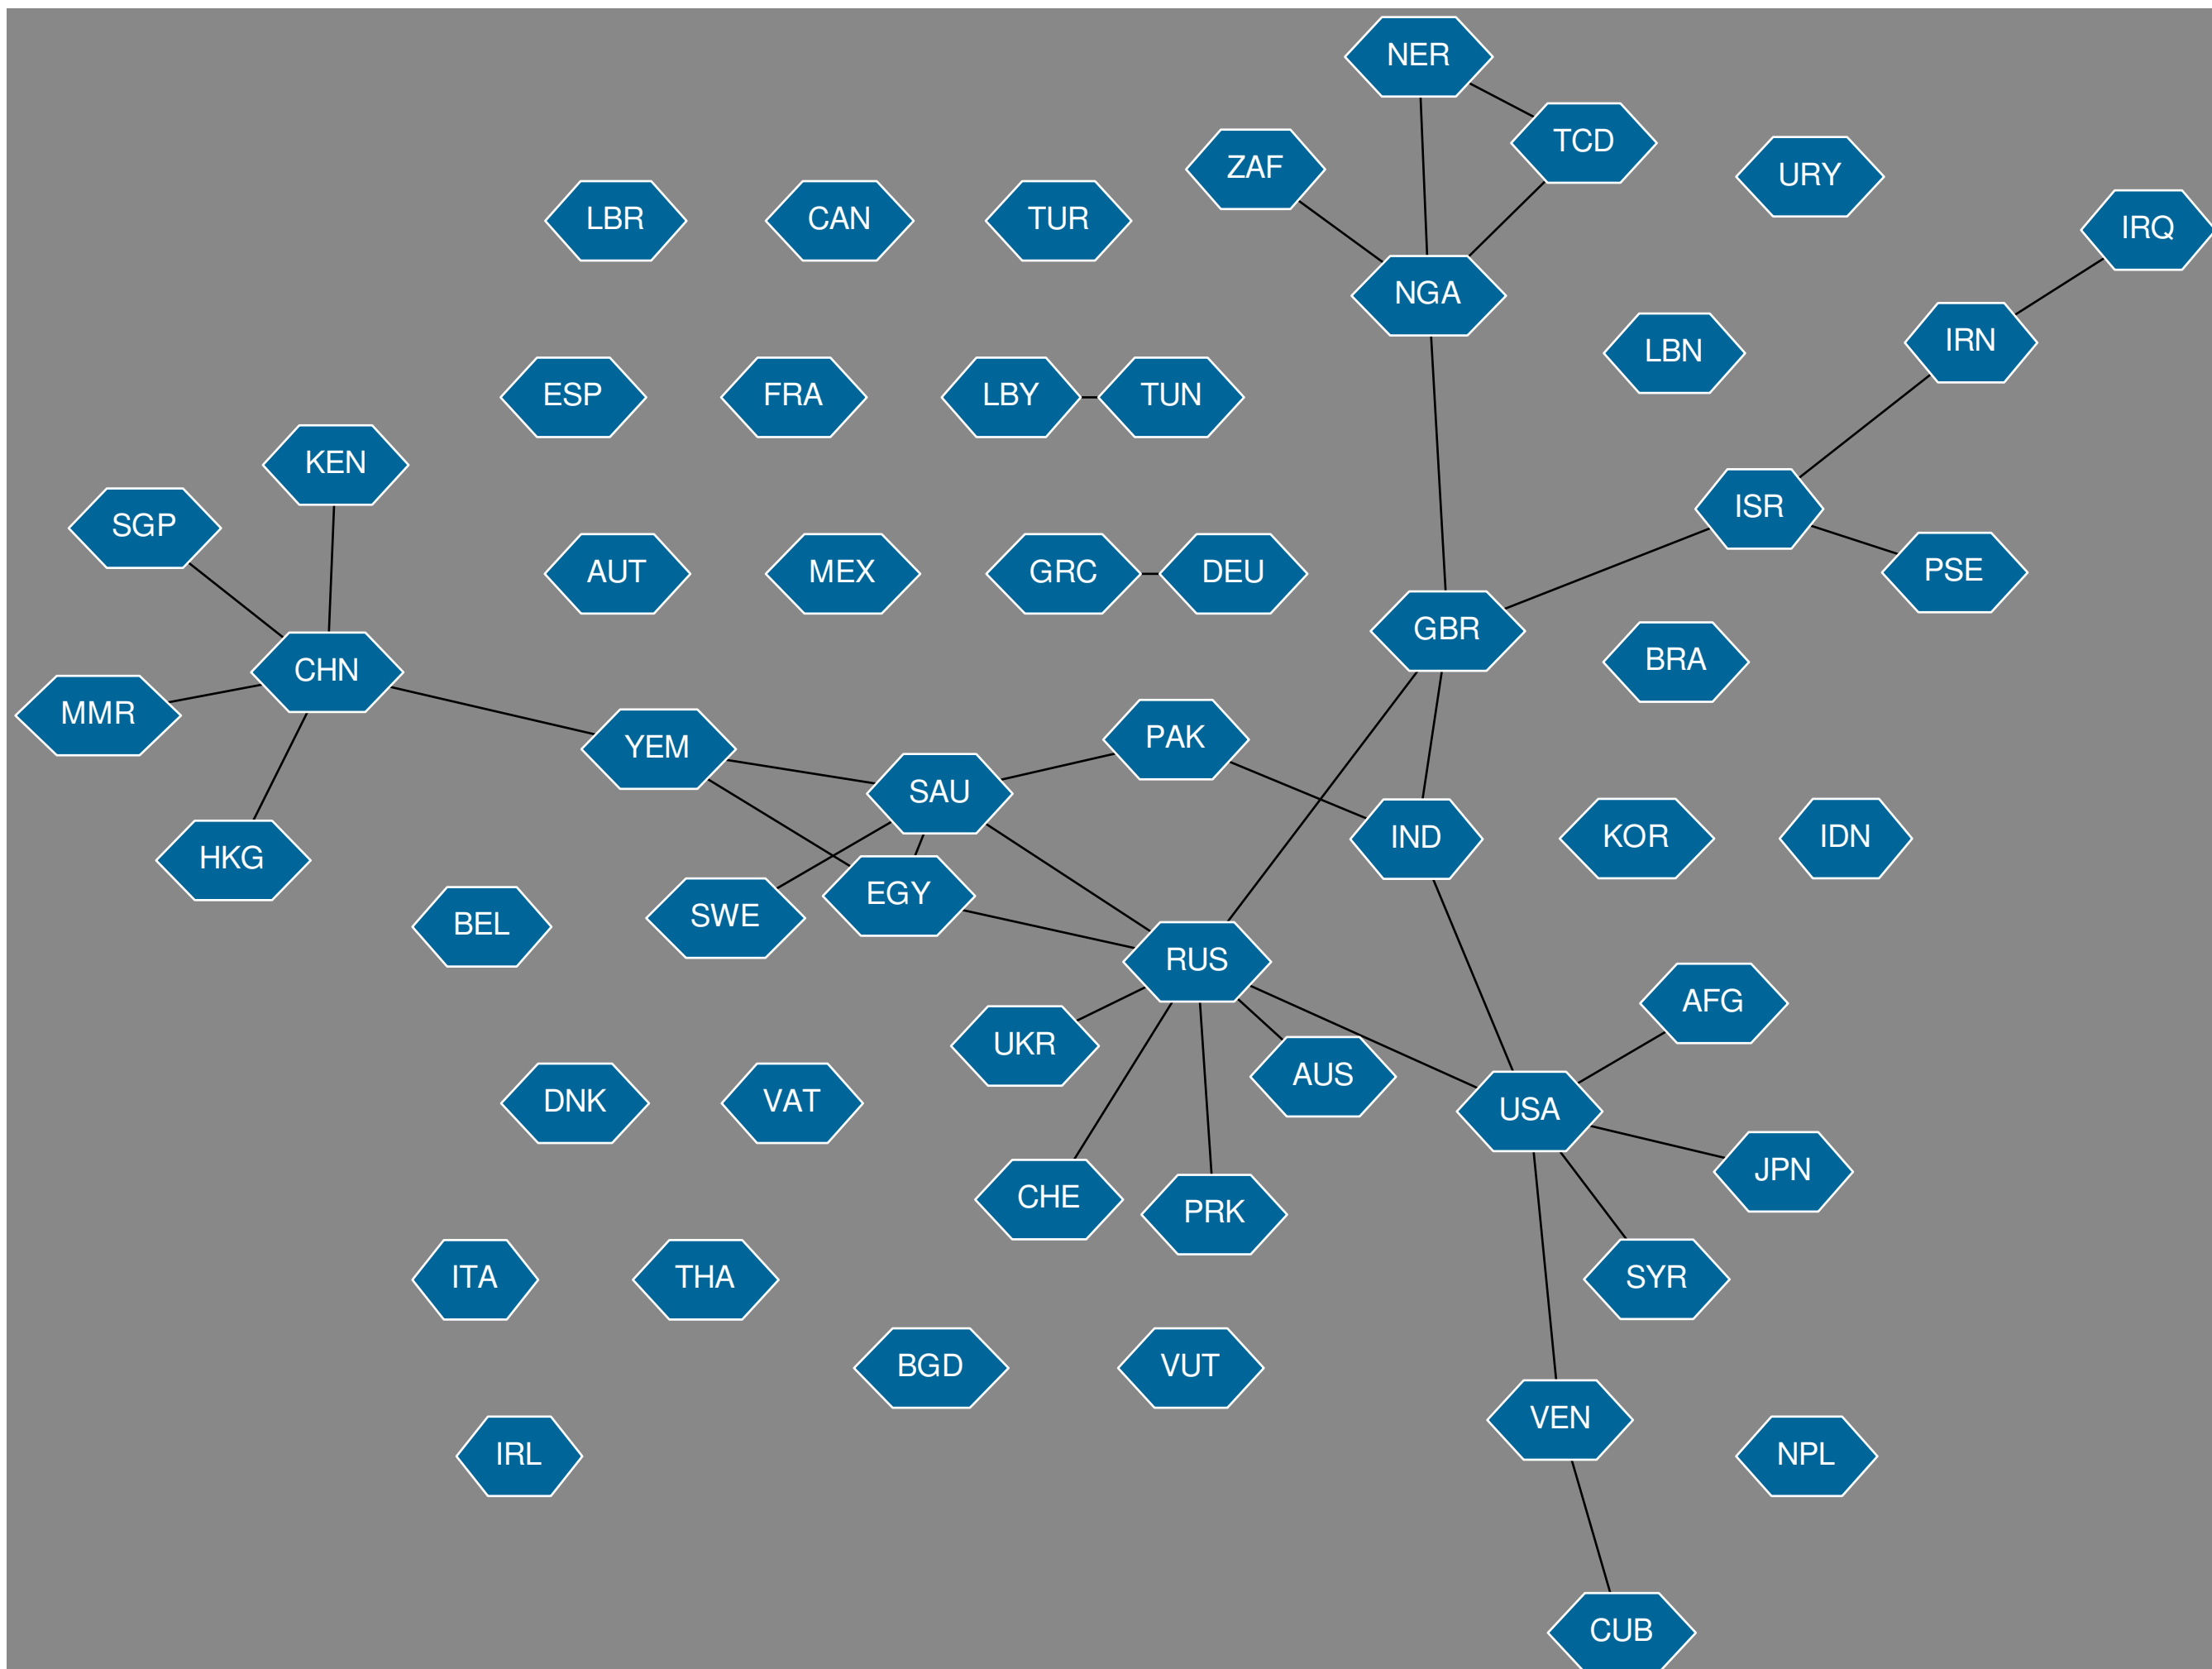 NER
TCD
ZAF
URY
LBR
CAN
TUR
IRQ
NGA
IRN
LBN
ESP
FRA
LBY
TUN
KEN
SGP
ISR
AUT
MEX
GRC
DEU
PSE
GBR
BRA
CHN
MMR
YEM
PAK
SAU
IND
KOR
IDN
HKG
EGY
SWE
BEL
RUS
AFG
UKR
AUS
DNK
VAT
USA
JPN
CHE
PRK
ITA
THA
SYR
BGD
VUT
VEN
IRL
NPL
CUB